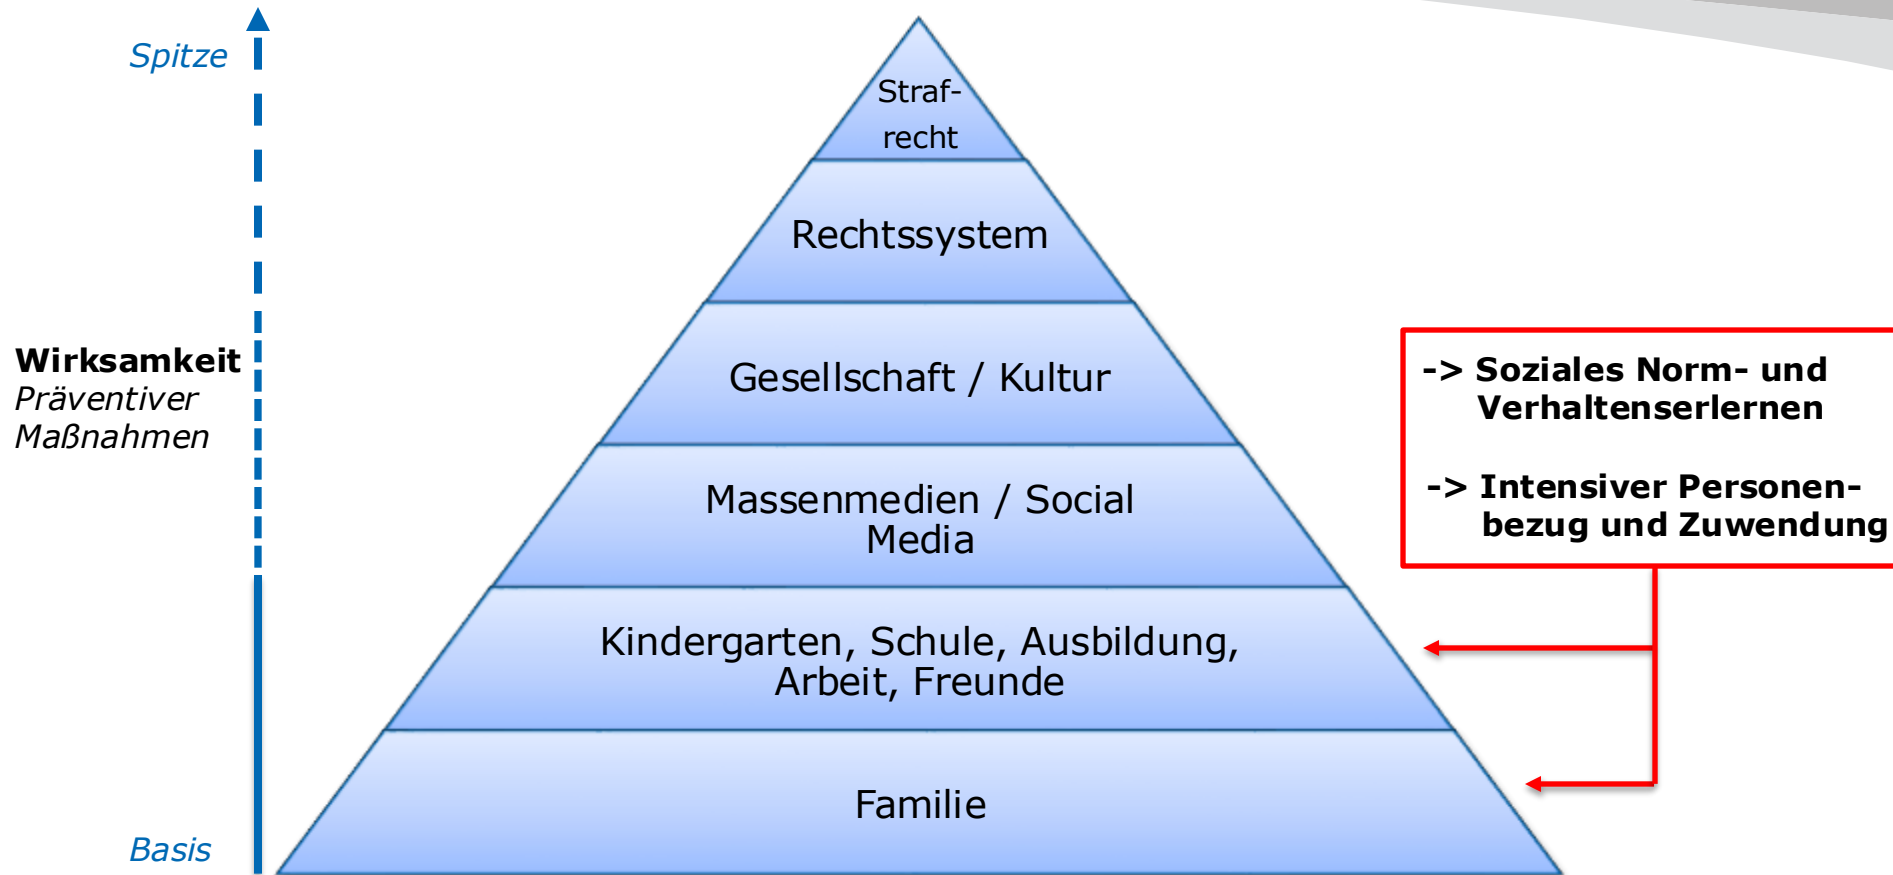 Spitze
Straf-
recht
Rechtssystem
Wirksamkeit
Präventiver
Maßnahmen
Gesellschaft / Kultur
-> Soziales Norm- und
Verhaltenserlernen
-> Intensiver Personen-
bezug und Zuwendung
Massenmedien / Social
Media
Kindergarten, Schule, Ausbildung,
Arbeit, Freunde
Familie
Basis